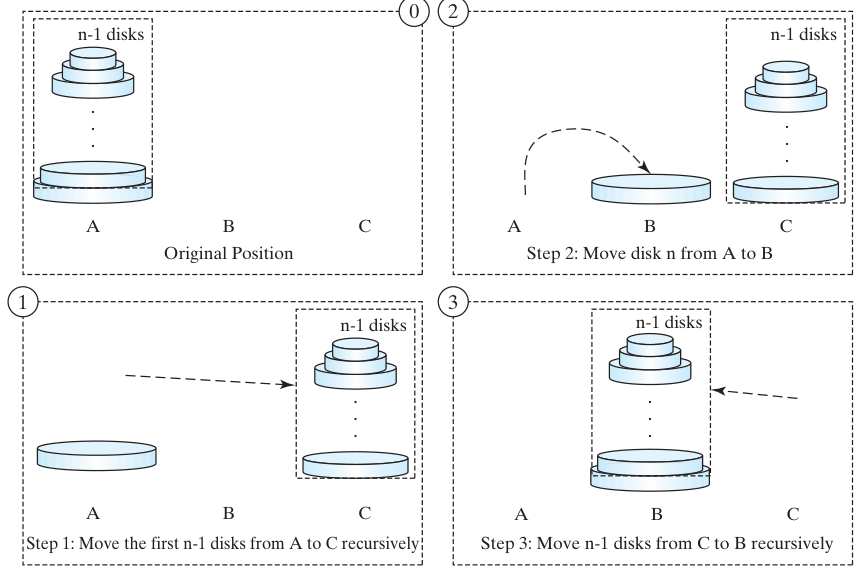 0
n-1 disks
A B C
Original Position
2
n-1 disks
A B C
Step 2: Move disk n from A to B
1
n-1 disks
A B C
Step 1: Move the first n-1 disks from A to C recursively
3
n-1 disks
A B C
Step 3: Move n-1 disks from C to B recursively